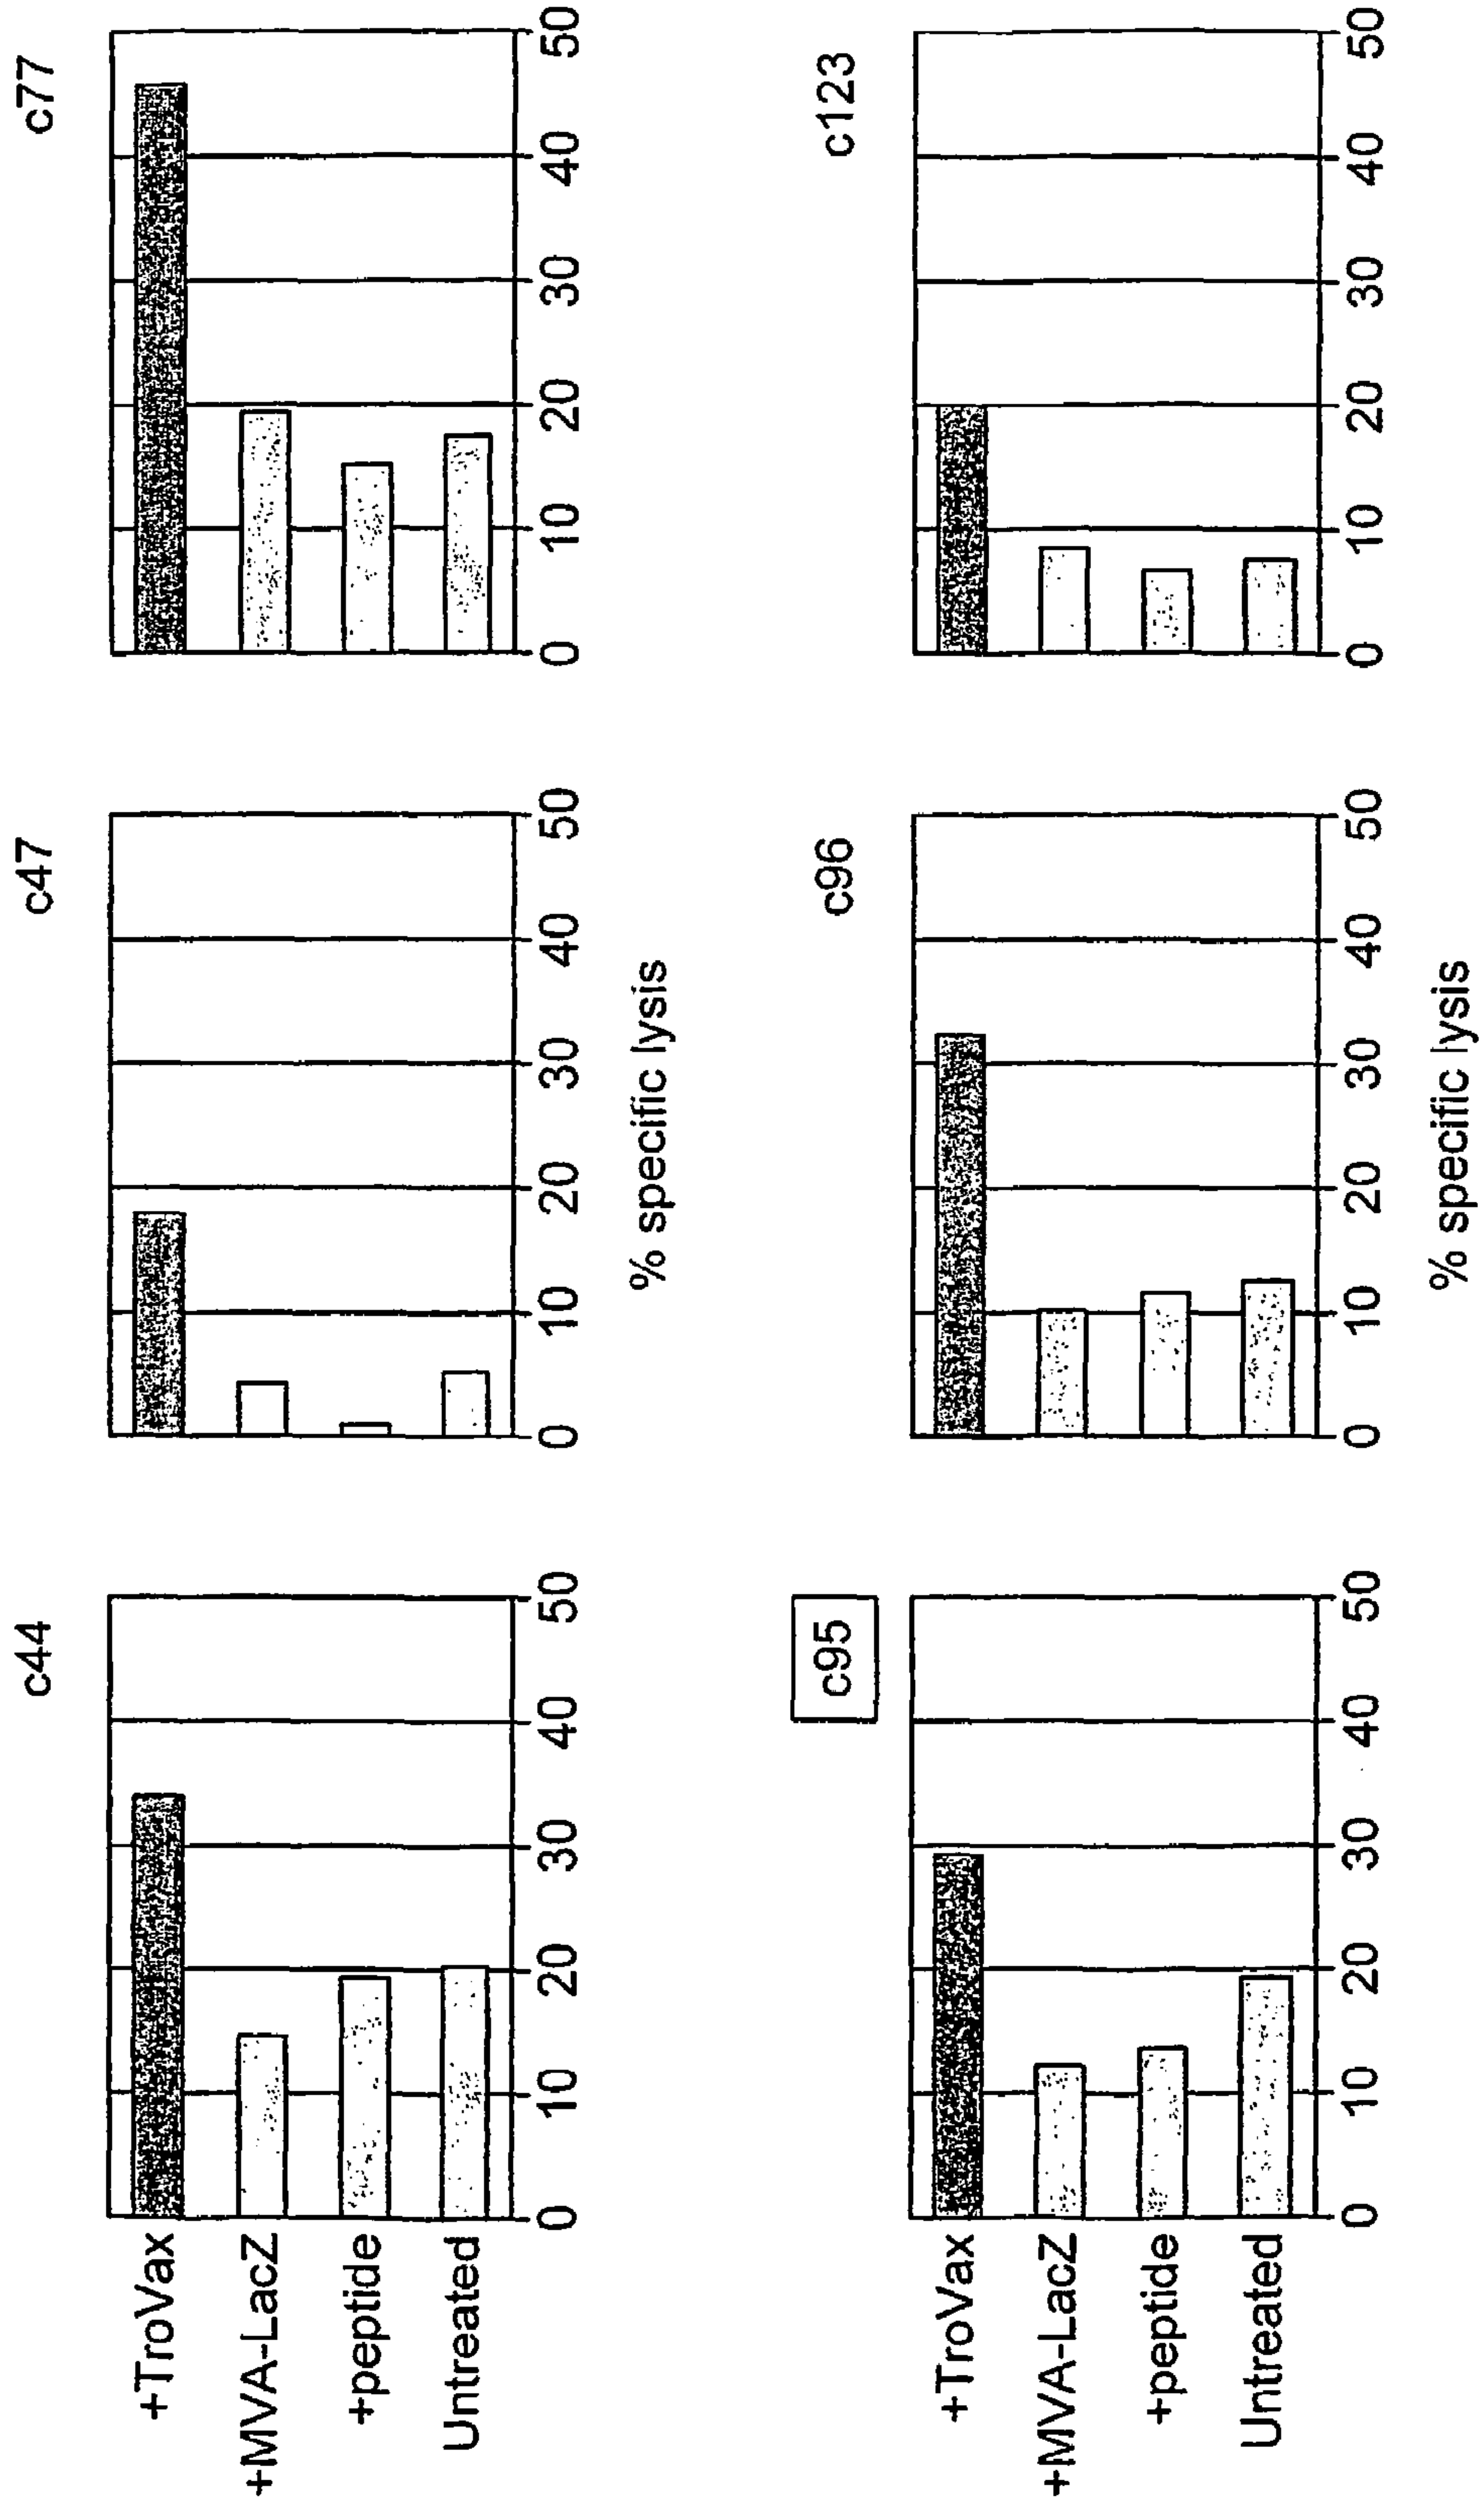 c44
+TroVax
+MVA-LacZ
+peptide
Untreated
0 10 20 30 40 50
c47
0 10 20 30 40 50
% specific lysis
c77
0 10 20 30 40 50
c95
+TroVax
+MVA-LacZ
+peptide
Untreated
0 10 20 30 40 50
c96
0 10 20 30 40 50
% specific lysis
c123
0 10 20 30 40 50